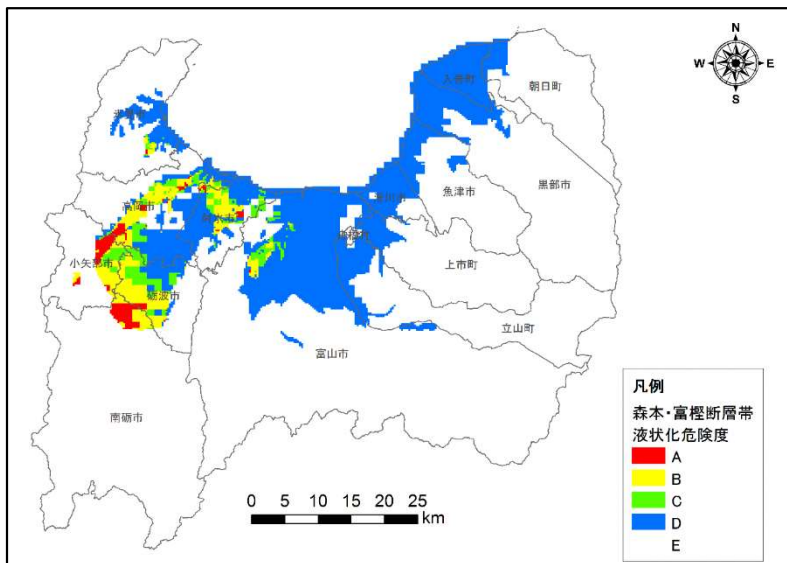 N
W
E
S
朝日町
入善町
氷見市
黒部市
魚津市
滑川市
高岡市
射水市
舟橋村
小矢部市
上市町
砺波市
立山町
富山市
南砺市
凡例
森本・富樫断層帯
液状化危険度
A
B
C
D
E
0 5 10 15 20 25
km